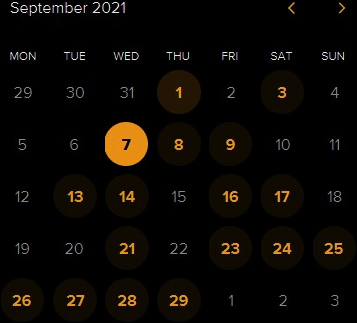 September 2021
MON TUE WED THU FRI SAT SUN
29 30 31 1 2 3 4
5 6 7 8 9 10 11
12 13 14 15 16 17 18
19 20 21 22 23 24 25
26 27 28 29 1 2 3